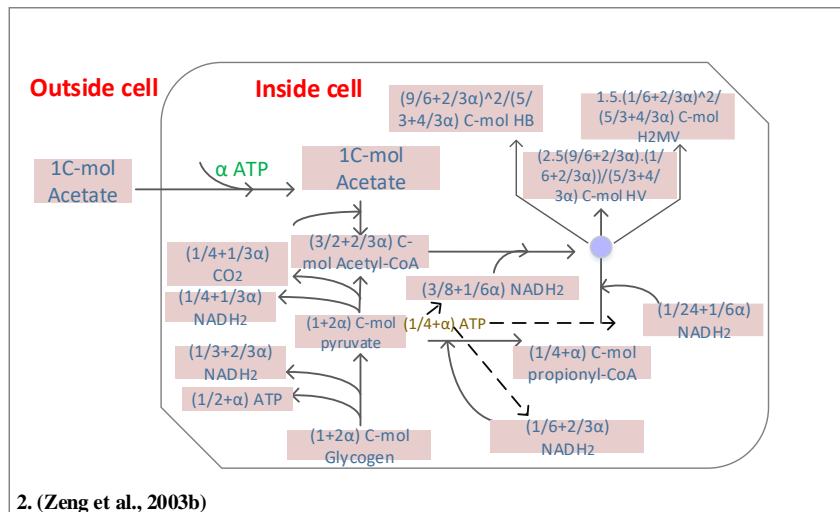 Outside cell
Inside cell
(9/6+2/3α)^2/(5/
3+4/3α) C-mol HB
1.5.(1/6+2/3α)^2/
(5/3+4/3α) C-mol
H2MV
1C-mol
Acetate
α ATP
1C-mol
Acetate
(2.5(9/6+2/3α).(1/
6+2/3α))/(5/3+4/
3α) C-mol HV
(1/4+1/3α)
CO2
(3/2+2/3α) C-
mol Acetyl-CoA
(1/4+1/3α)
NADH2
(3/8+1/6α) NADH2
(1/24+1/6α)
NADH2
(1+2α) C-mol
pyruvate
(1/4+α) ATP
(1/3+2/3α)
NADH2
(1/4+α) C-mol
propionyl-CoA
(1/2+α) ATP
(1+2α) C-mol
Glycogen
(1/6+2/3α)
NADH2
2. (Zeng et al., 2003b)